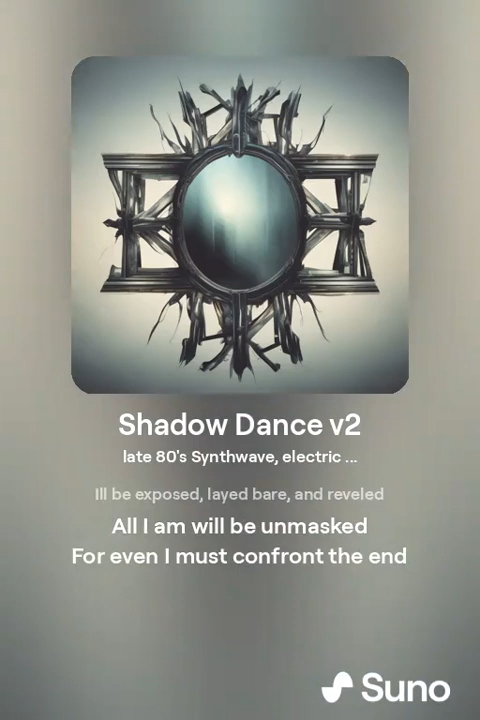 Shadow Dance v2
late 80's Synthwave, electric ...
Ill be exposed, layed bare, and reveled
All I am will be unmasked
For even I must confront the end
Suno